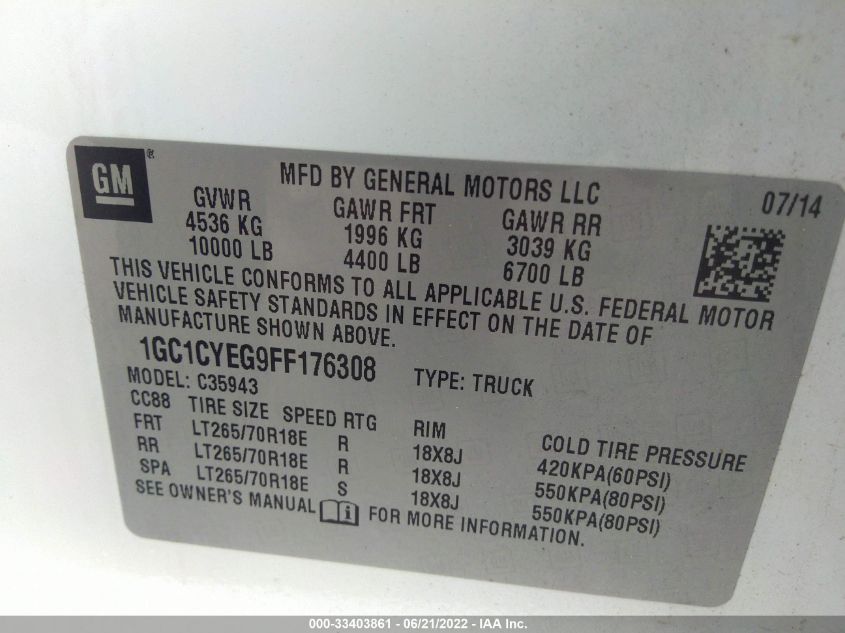 GM®
MFD BY GENERAL MOTORS LLC
07/14
GVWR GAWR FRT GAWR RR
4536 KG 1996 KG 3039 KG
10000 LB 4400 LB 6700 LB
THIS VEHICLE CONFORMS TO ALL APPLICABLE U.S. FEDERAL MOTOR
VEHICLE SAFETY STANDARDS IN EFFECT ON THE DATE OF
MANUFACTURE SHOWN ABOVE.
1GC1CYEG9FF176308 TYPE: TRUCK
MODEL: C35943
CC88 TIRE SIZE SPEED RTG RIM COLD TIRE PRESSURE
FRT LT265/70R18E R 18X8J 420KPA(60PSI)
RR LT265/70R18E R 18X8J 550KPA(80PSI)
SPA LT265/70R18E S 18X8J 550KPA(80PSI)
SEE OWNER'S MANUAL i FOR MORE INFORMATION.
000-33403861 - 06/21/2022 - IAA Inc.